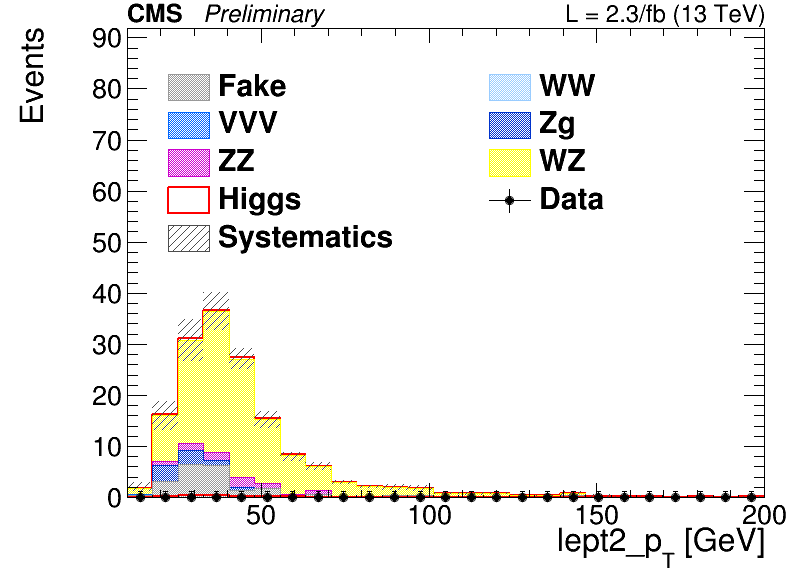 CMS Preliminary L = 2.3/fb (13 TeV)
Events
90
80
70
60
50
40
30
20
10
0
Fake WW
VVV Zg
ZZ WZ
Higgs Data
Systematics
50 100 150 200
lept2_p_T [GeV]